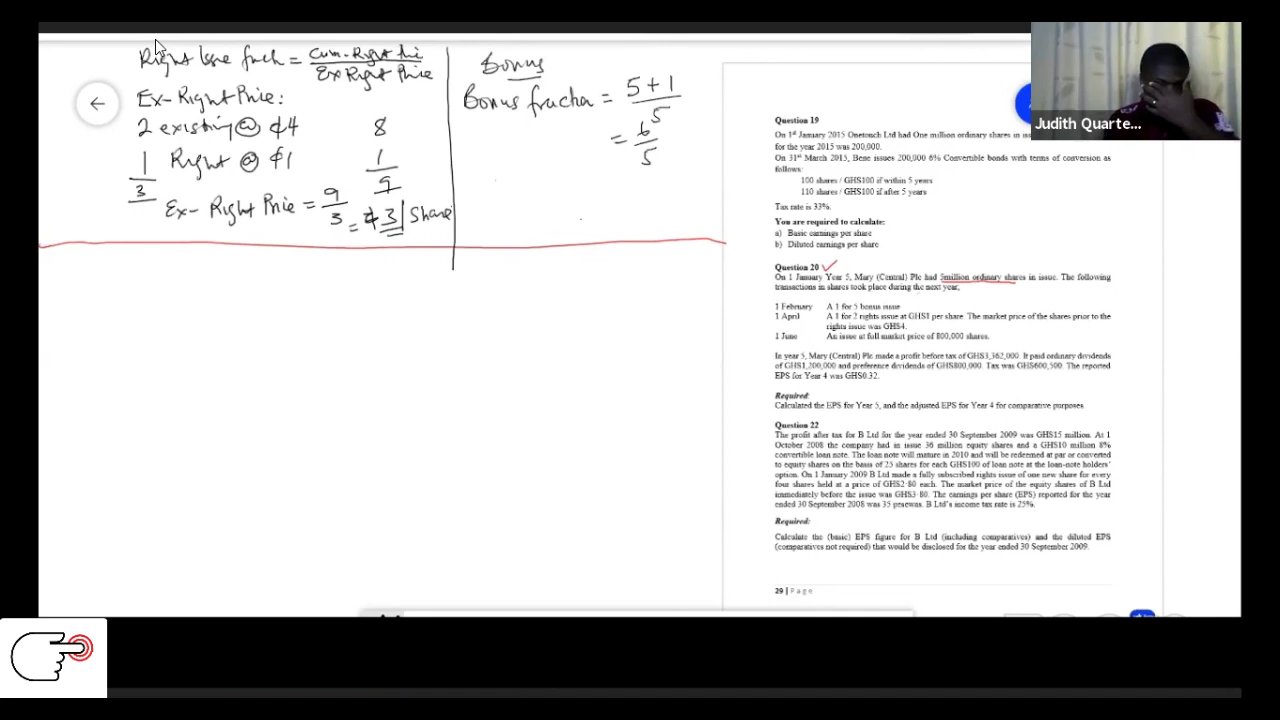 Right Issue fract = Cum-Right Price
Ex Right Price
Ex-Right Price:
2 existing @ ₵4 8
1 Right @ ₵1 1
3 9
Ex-Right Price = 9
3
= ₵3/Share
Bonus
Bonus fraction = 5 + 1
5
= 6
5
Judith Quarte...
Question 19
On 1st January 2015 Onetouch Ltd had One million ordinary shares in
for the year 2015 was 200,000.
On 31st March 2015, Bene issues 200,000 6% Convertible bonds with terms of conversion as
follows:
100 shares / GHS100 if within 5 years
110 shares / GHS100 if after 5 years
Tax rate is 33%.
You are required to calculate:
a) Basic earnings per share
b) Diluted earnings per share
Question 20
On 1 January Year 5, Mary (Central) Plc had 5million ordinary shares in issue. The following
transactions in shares took place during the next year;
1 February A 1 for 5 bonus issue
1 April A 1 for 2 rights issue at GHS1 per share The market price of the shares prior to the
rights issue was GHS4.
1 June An issue at full market price of 800,000 shares.
In year 5, Mary (Central) Plc made a profit before tax of GHS3,362,000 It paid ordinary dividends
of GHS1,200,000 and preference dividends of GHS800,000. Tax was GHS600,500 The reported
EPS for Year 4 was GHS0.32.
Required:
Calculated the EPS for Year 5, and the adjusted EPS for Year 4 for comparative purposes
Question 22
The profit after tax for B Ltd for the year ended 30 September 2009 was GHS15 million. At 1
October 2008 the company had in issue 36 million equity shares and a GHS10 million 8%
convertible loan note. The loan note will mature in 2010 and will be redeemed at par or converted
to equity shares on the basis of 25 shares for each GHS100 of loan note at the loan-note holders'
option. On 1 January 2009 B Ltd made a fully subscribed rights issue of one new share for every
four shares held at a price of GHS2·80 each. The market price of the equity shares of B Ltd
immediately before the issue was GHS3·80. The earnings per share (EPS) reported for the year
ended 30 September 2008 was 35 pesewas. B Ltd's income tax rate is 25%.
Required:
Calculate the (basic) EPS figure for B Ltd (including comparatives) and the diluted EPS
(comparatives not required) that would be disclosed for the year ended 30 September 2009.
29 | Page